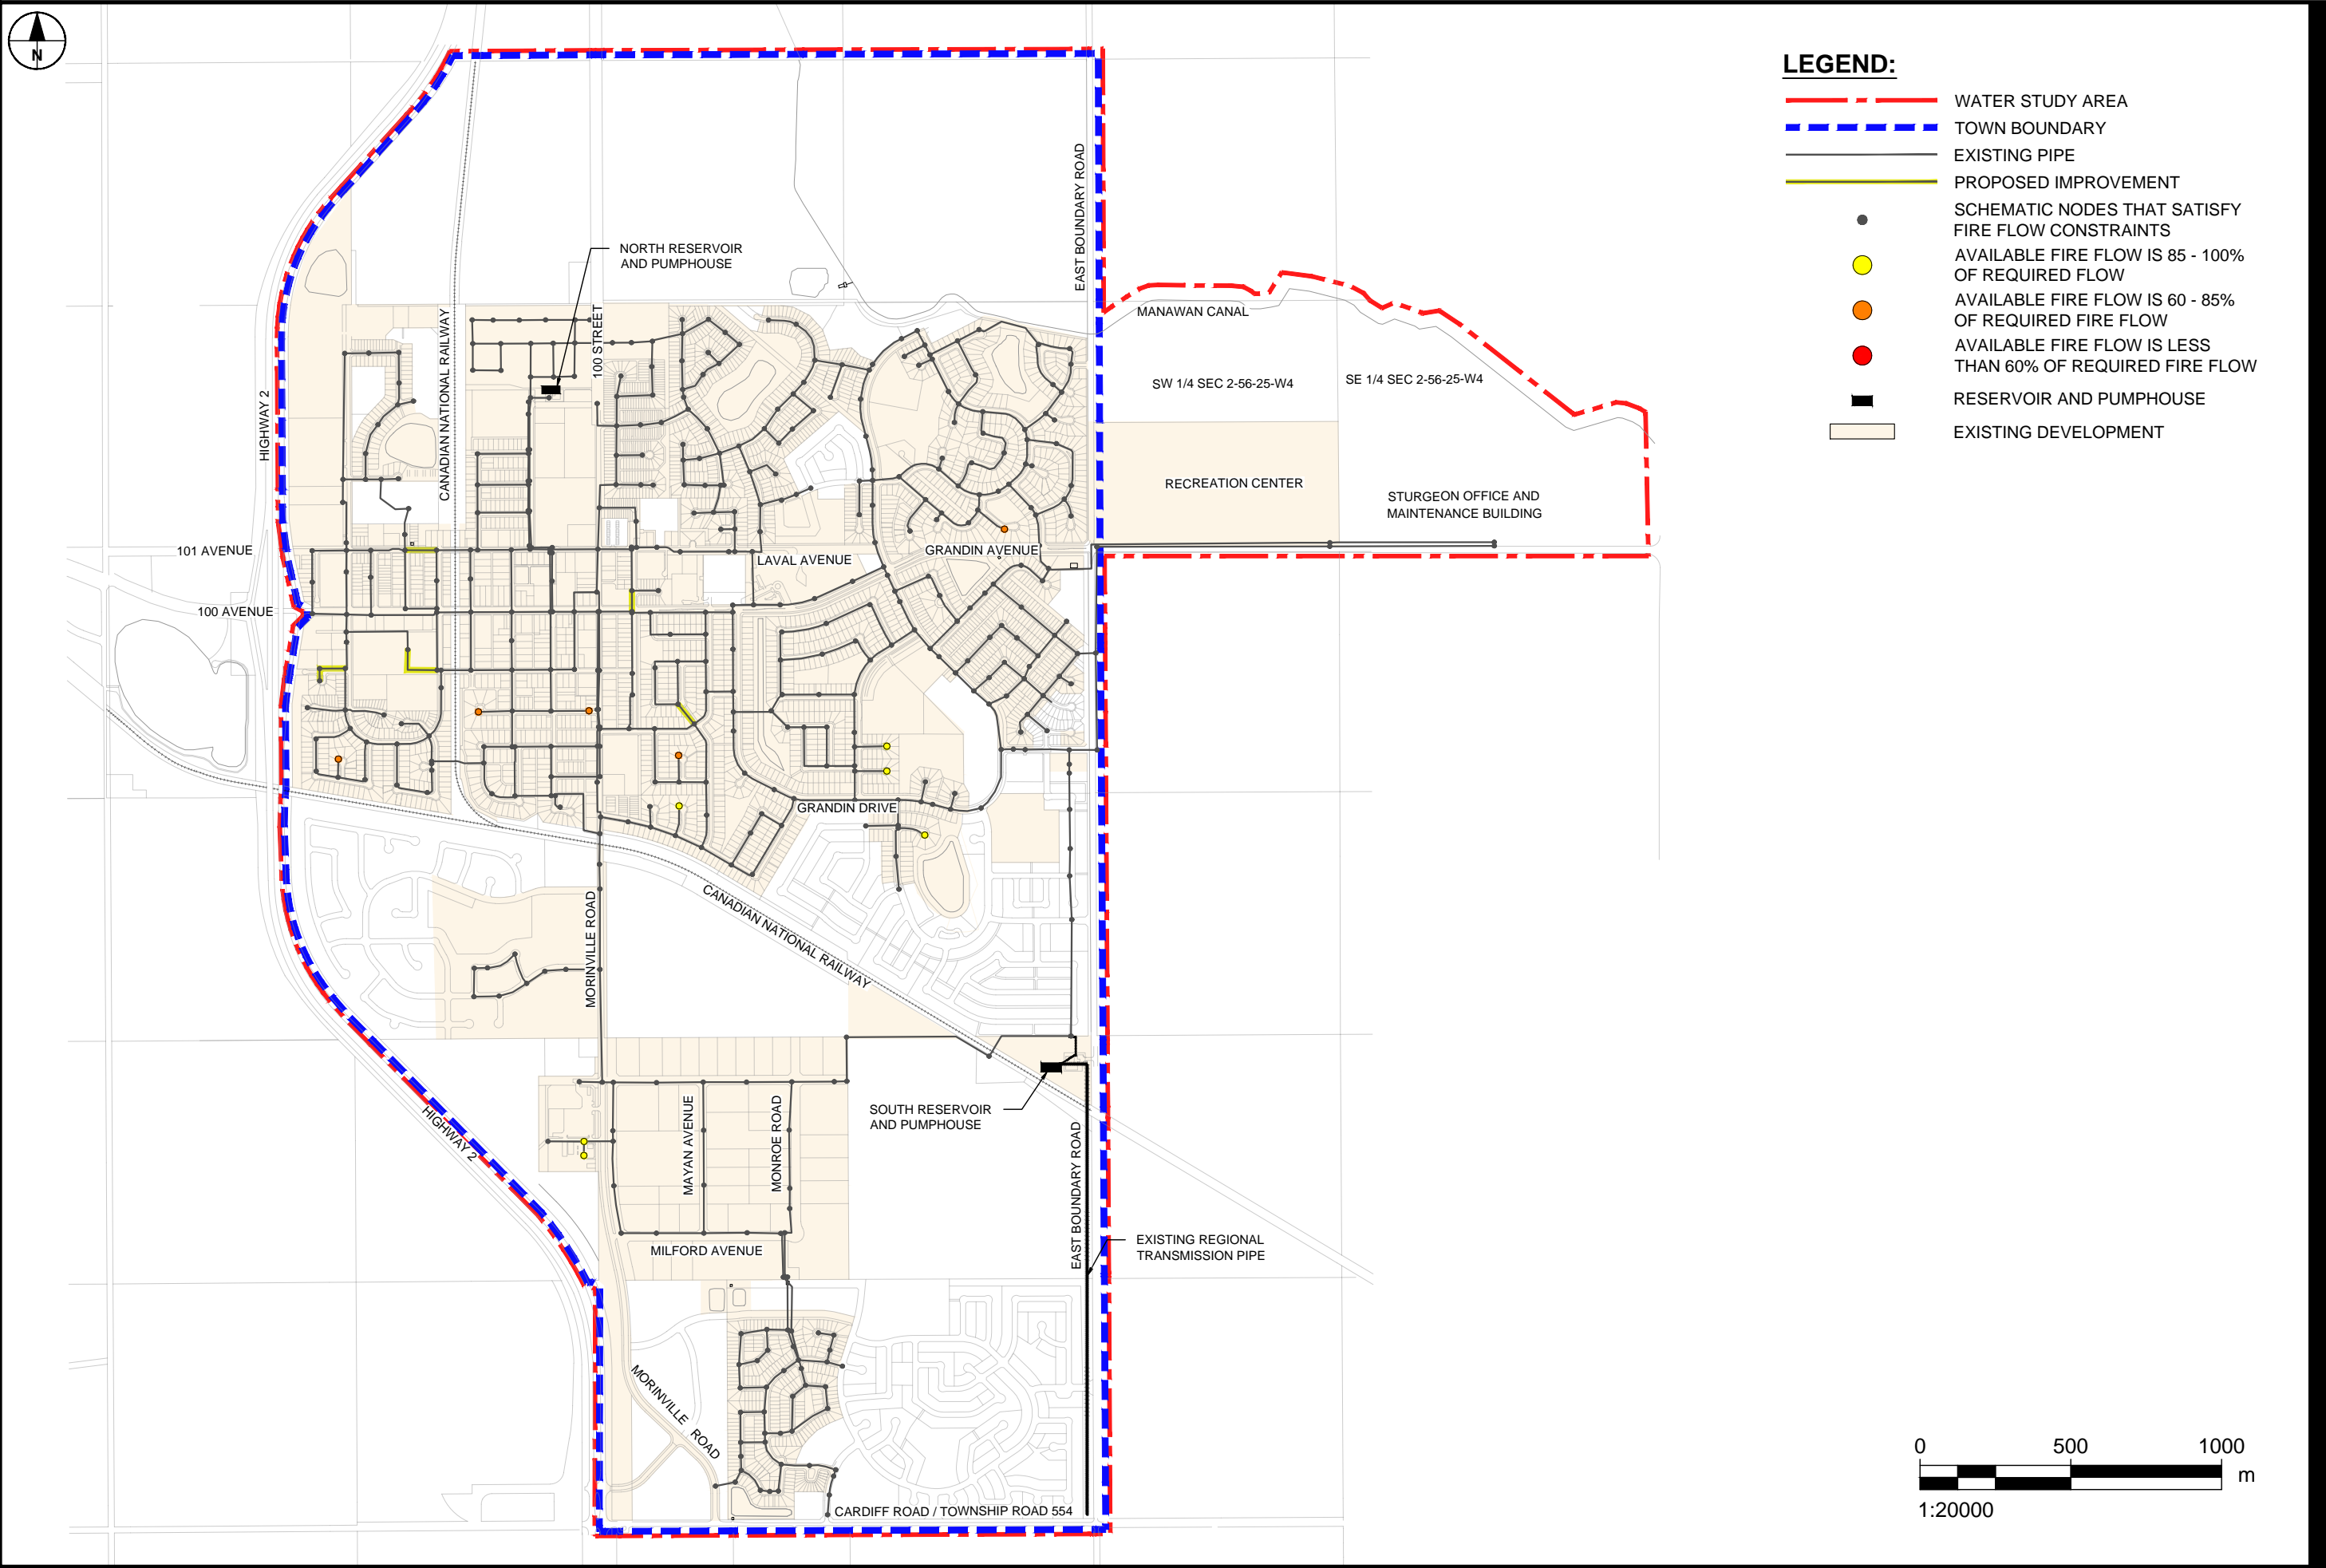 N
LEGEND:
WATER STUDY AREA
TOWN BOUNDARY
EXISTING PIPE
PROPOSED IMPROVEMENT
SCHEMATIC NODES THAT SATISFY
FIRE FLOW CONSTRAINTS
AVAILABLE FIRE FLOW IS 85 - 100%
OF REQUIRED FLOW
AVAILABLE FIRE FLOW IS 60 - 85%
OF REQUIRED FIRE FLOW
AVAILABLE FIRE FLOW IS LESS
THAN 60% OF REQUIRED FIRE FLOW
RESERVOIR AND PUMPHOUSE
EXISTING DEVELOPMENT
NORTH RESERVOIR
AND PUMPHOUSE
EAST BOUNDARY ROAD
100 STREET
CANADIAN NATIONAL RAILWAY
HIGHWAY 2
MANAWAN CANAL
SW 1/4 SEC 2-56-25-W4
SE 1/4 SEC 2-56-25-W4
RECREATION CENTER
STURGEON OFFICE AND
MAINTENANCE BUILDING
101 AVENUE
LAVAL AVENUE
GRANDIN AVENUE
100 AVENUE
GRANDIN DRIVE
MORINVILLE ROAD
CANADIAN NATIONAL RAILWAY
SOUTH RESERVOIR
AND PUMPHOUSE
HIGHWAY 2
MAYAN AVENUE
MONROE ROAD
EAST BOUNDARY ROAD
MILFORD AVENUE
EXISTING REGIONAL
TRANSMISSION PIPE
MORINVILLE ROAD
CARDIFF ROAD / TOWNSHIP ROAD 554
0 500 1000
m
1:20000